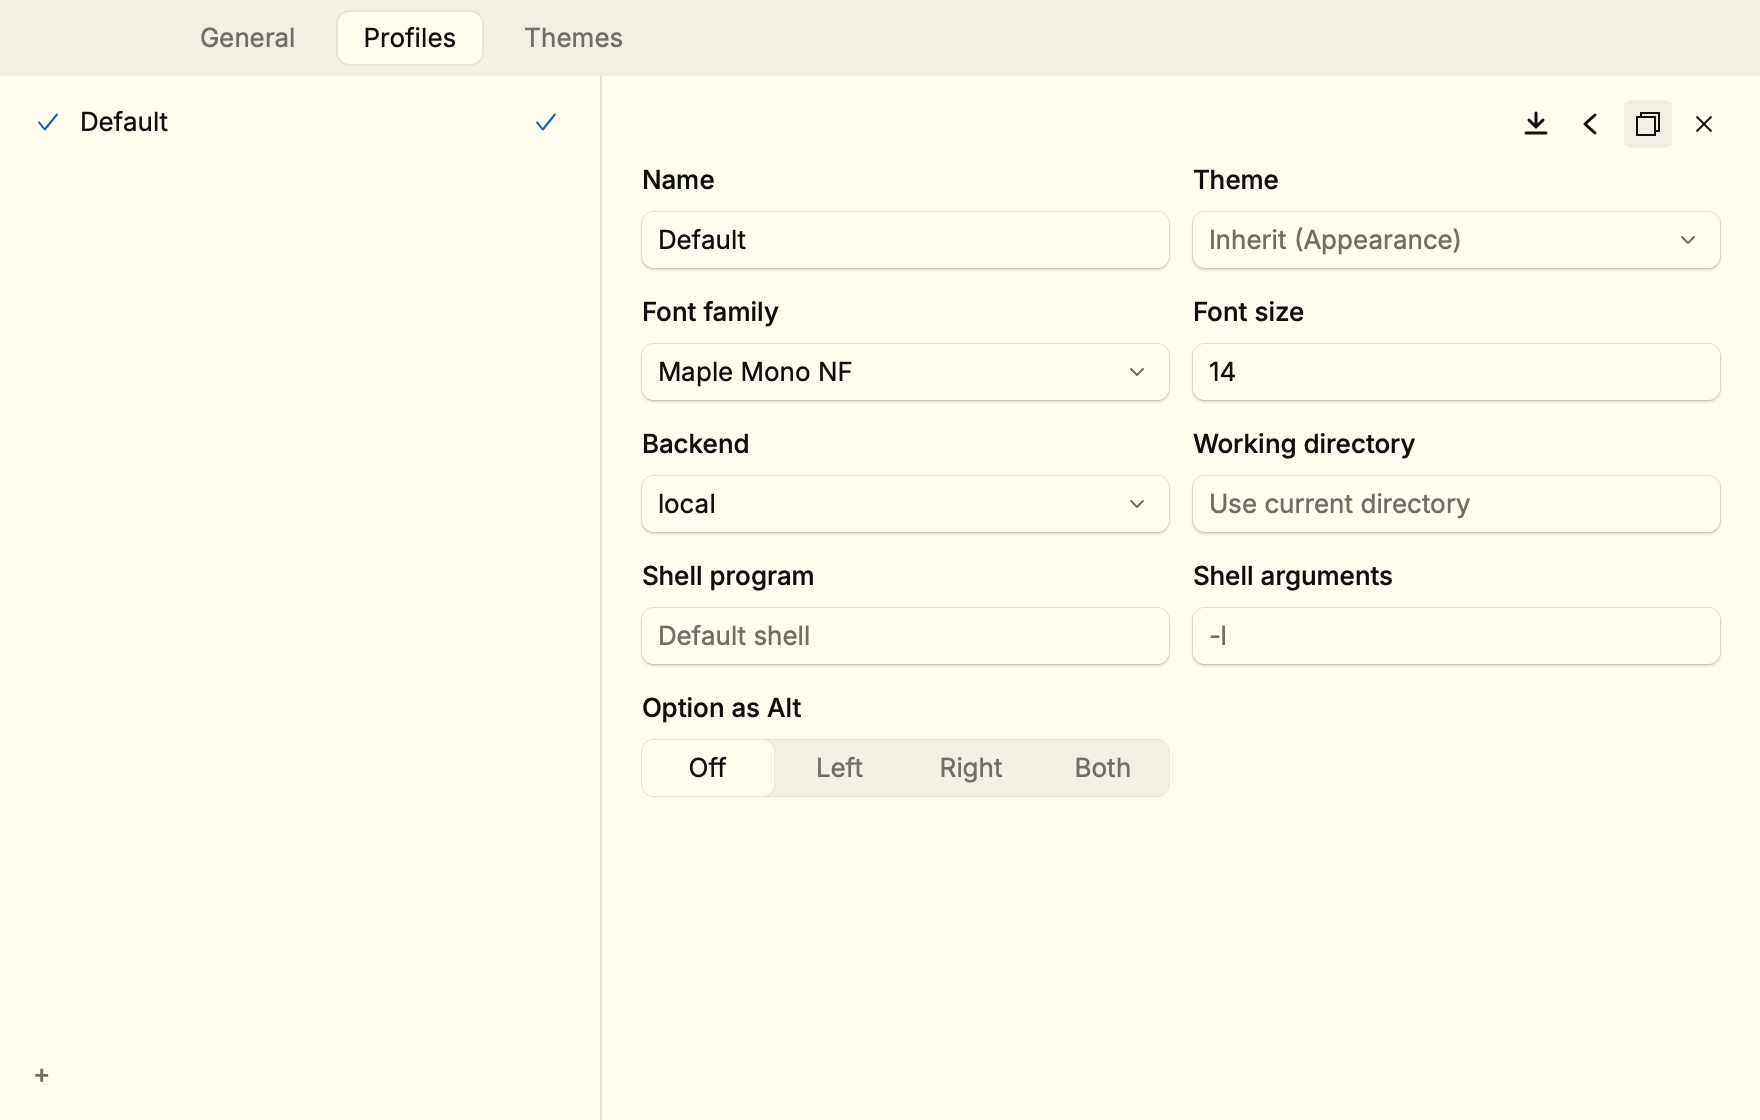 General Profiles Themes
Default
Name Theme
Default Inherit (Appearance)
Font family Font size
Maple Mono NF 14
Backend Working directory
local Use current directory
Shell program Shell arguments
Default shell -l
Option as Alt
Off Left Right Both
+